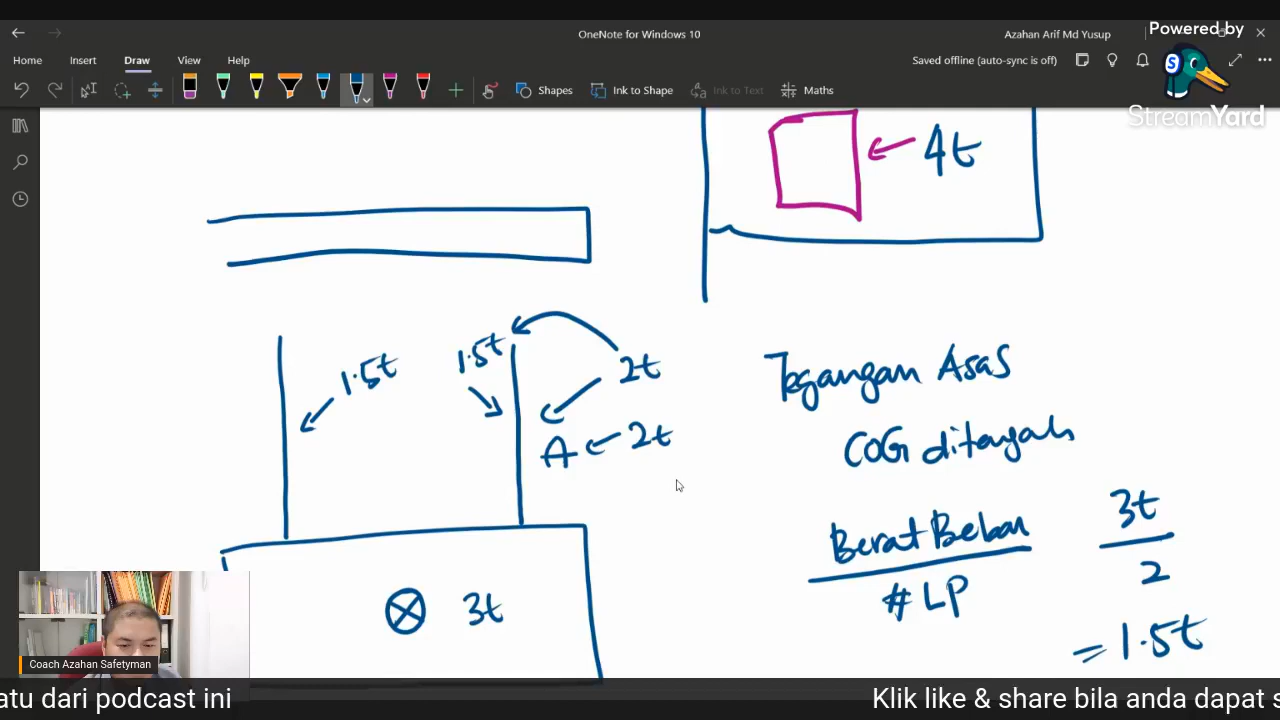 OneNote for Windows 10
Azahan Arif Md Yusup
Powered by
StreamYard
Home Insert Draw View Help
Saved offline (auto-sync is off)
Shapes Ink to Shape Ink to Text Maths
4t
1.5t
1.5t
2t
A ← 2t
3t
Tegangan Asas
COG ditengah
Berat Beban
# LP
3t
2
= 1.5t
Coach Azahan Safetyman
atu dari podcast ini
Klik like & share bila anda dapat s